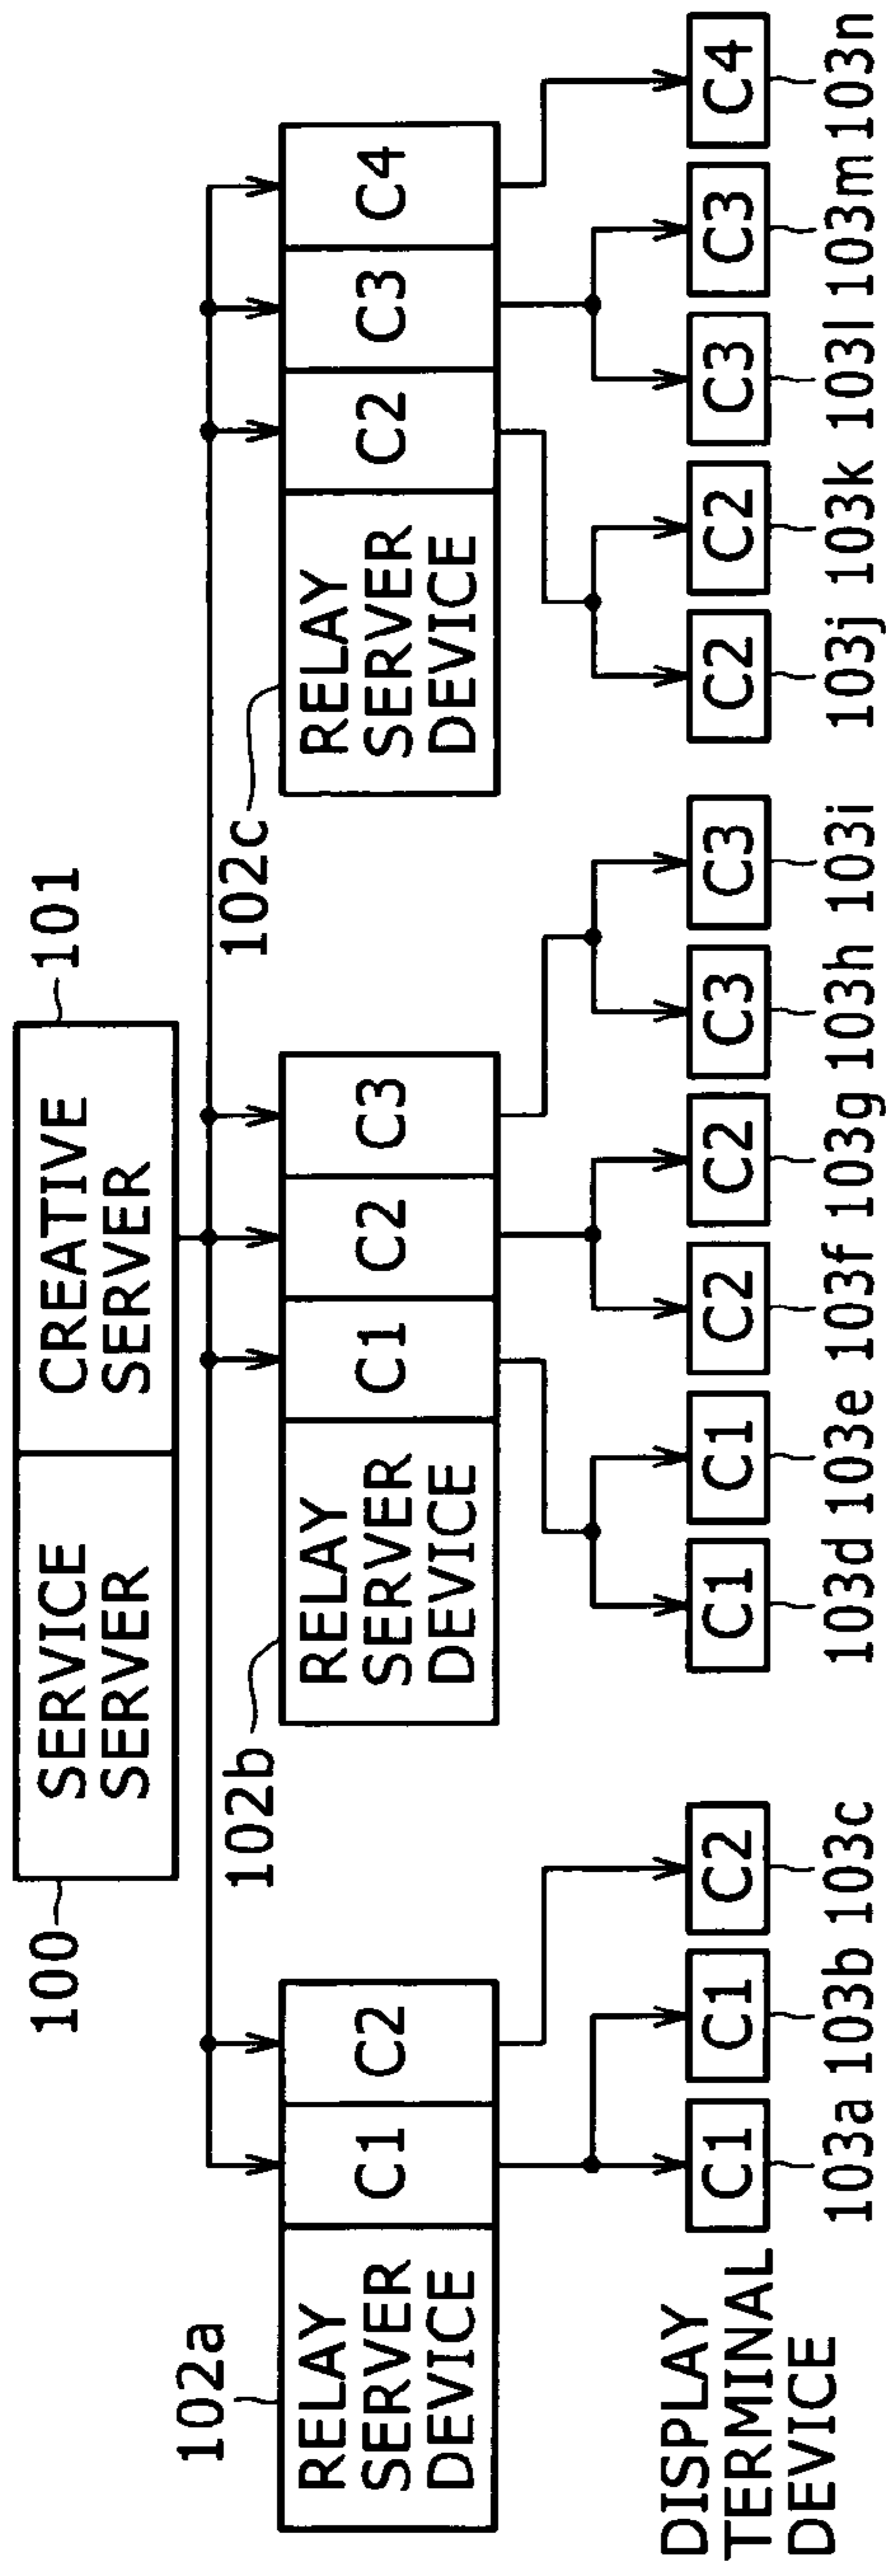 100
SERVICE
SERVER
CREATIVE
SERVER
101
102a
RELAY
SERVER
DEVICE
C1
C2
102b
RELAY
SERVER
DEVICE
C1
C2
C3
102c
RELAY
SERVER
DEVICE
C2
C3
C4
DISPLAY
TERMINAL
DEVICE
C1
C1
C2
C1
C1
C2
C2
C3
C3
C2
C2
C3
C3
C4
103a
103b
103c
103d
103e
103f
103g
103h
103i
103j
103k
103l
103m
103n